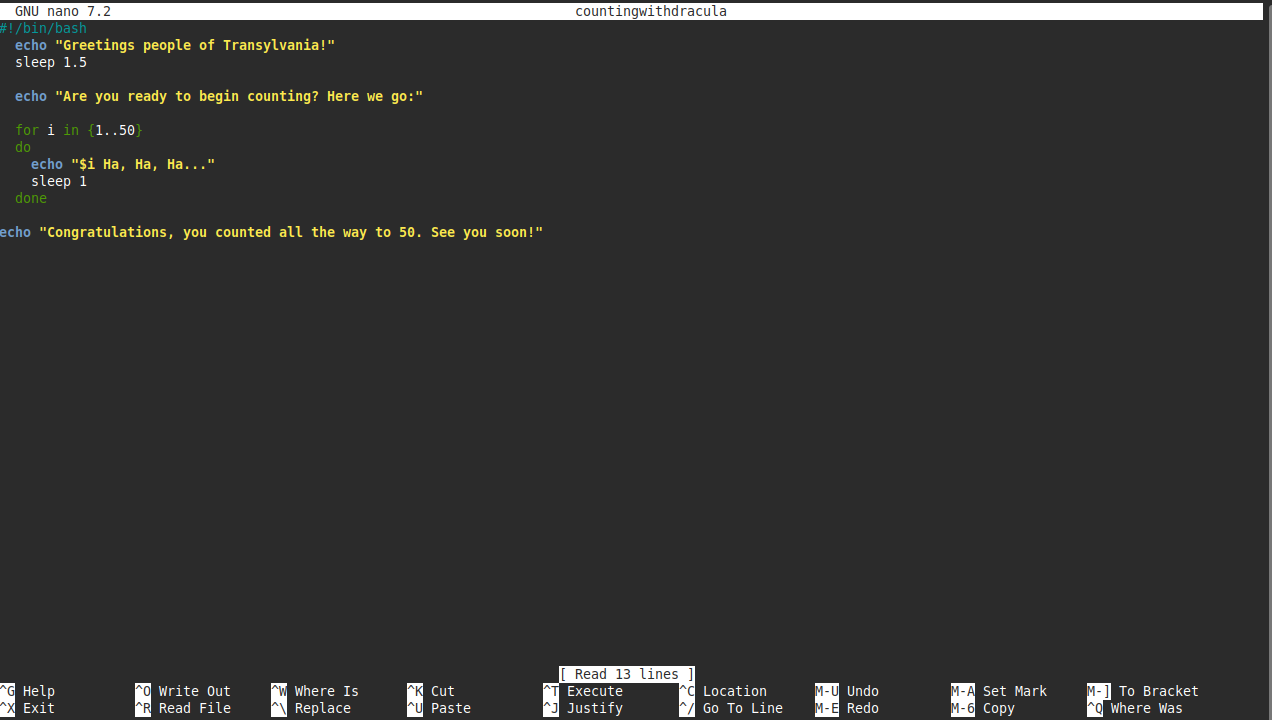 GNU nano 7.2 countingwithdracula
#!/bin/bash
echo "Greetings people of Transylvania!"
sleep 1.5
echo "Are you ready to begin counting? Here we go:"
for i in {1..50}
do
echo "$i Ha, Ha, Ha..."
sleep 1
done
echo "Congratulations, you counted all the way to 50. See you soon!"
[ Read 13 lines ]
^G Help ^O Write Out ^W Where Is ^K Cut ^T Execute ^C Location M-U Undo M-A Set Mark M-] To Bracket
^X Exit ^R Read File ^\ Replace ^U Paste ^J Justify ^/ Go To Line M-E Redo M-6 Copy ^Q Where Was